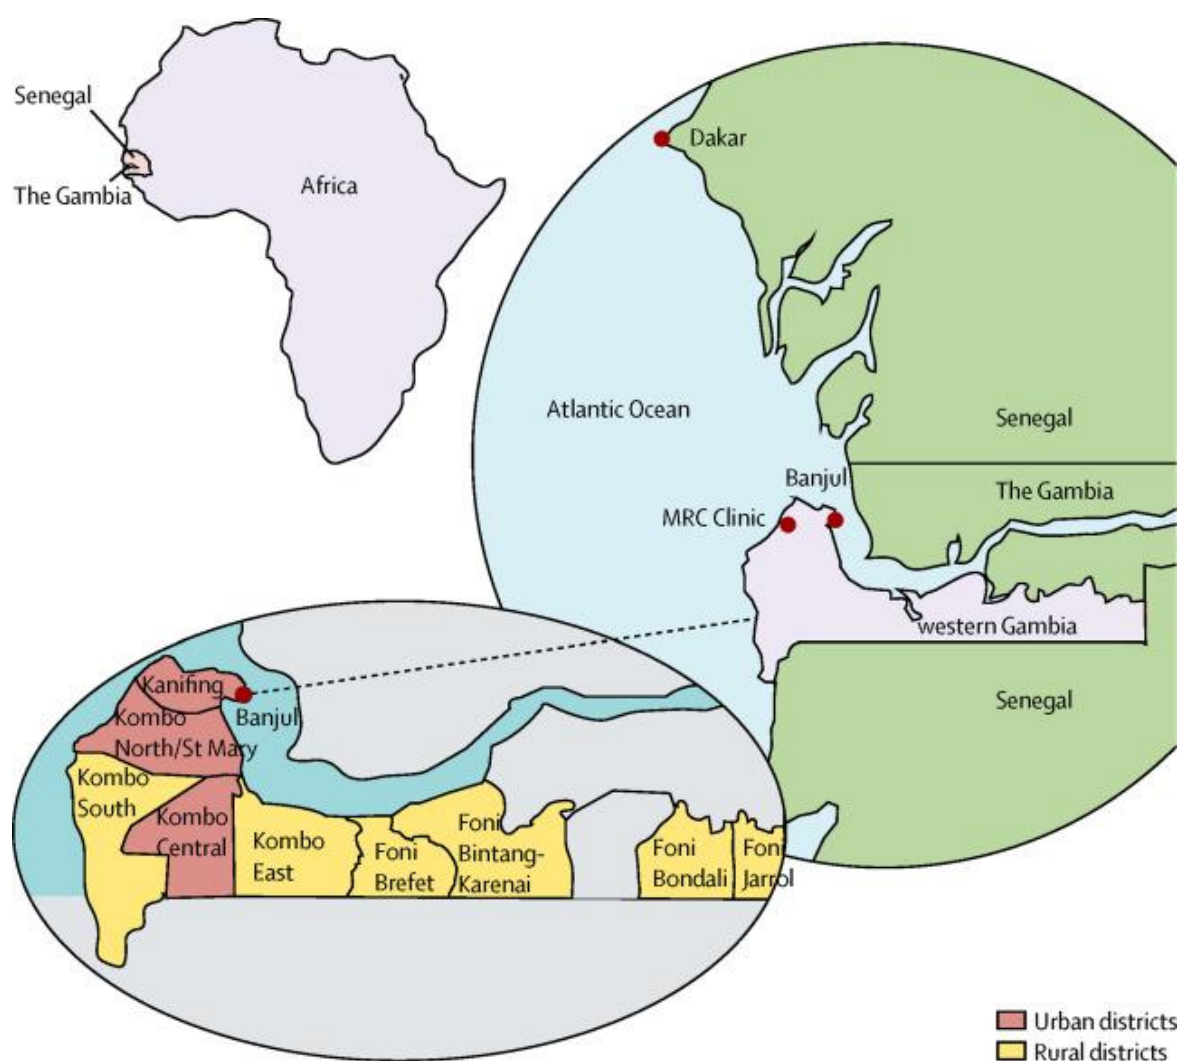 Senegal
The Gambia
Africa
Dakar
Atlantic Ocean
Senegal
Banjul
The Gambia
MRC Clinic
western Gambia
Senegal
Kanifing
Banjul
Kombo
North/St Mary
Kombo
South
Kombo
Central
Kombo
East
Foni
Brefet
Foni
Bintang-
Karenai
Foni
Bondali
Foni
Jarrol
Urban districts
Rural districts